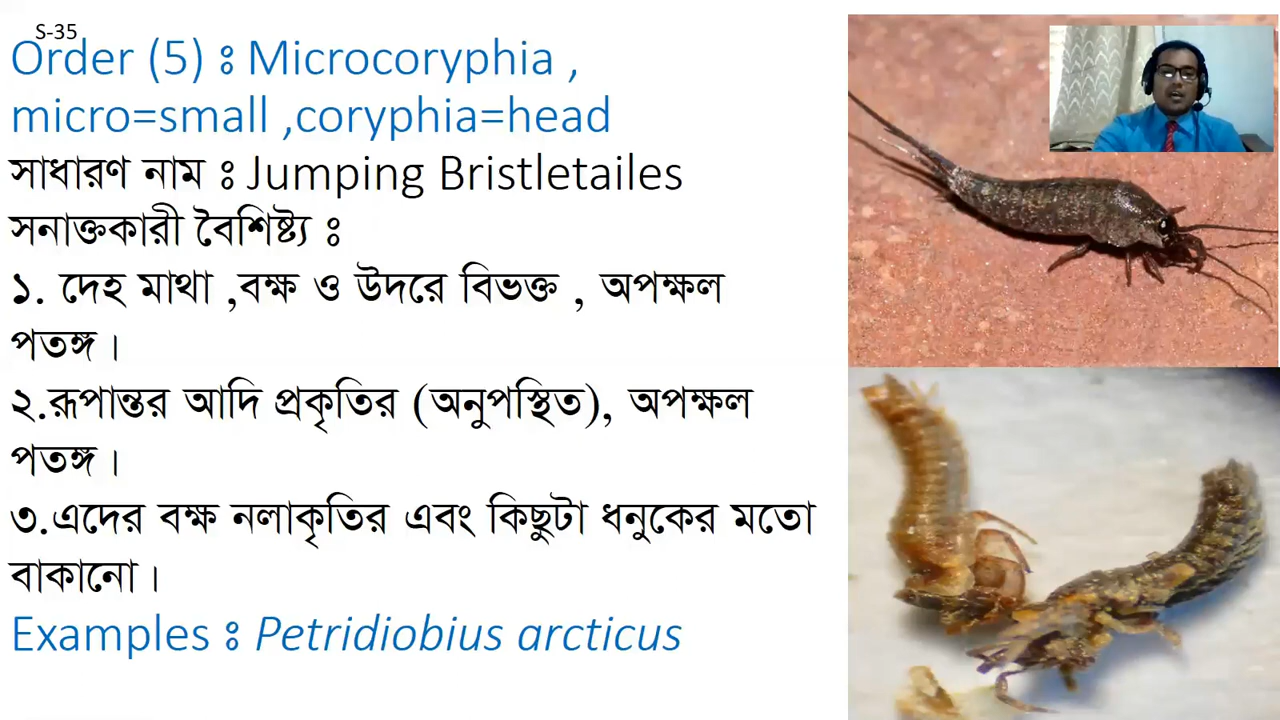 S-35
Order (5) ঃ Microcoryphia ,
micro=small ,coryphia=head
সাধারণ নাম ঃ Jumping Bristletailes
সনাক্তকারী বৈশিষ্ট্য ঃ
১. দেহ মাথা ,বক্ষ ও উদরে বিভক্ত , অপক্ষল
পতঙ্গ।
২.রূপান্তর আদি প্রকৃতির (অনুপস্থিত), অপক্ষল
পতঙ্গ।
৩.এদের বক্ষ নলাকৃতির এবং কিছুটা ধনুকের মতো
বাকানো।
Examples ঃ Petridiobius arcticus